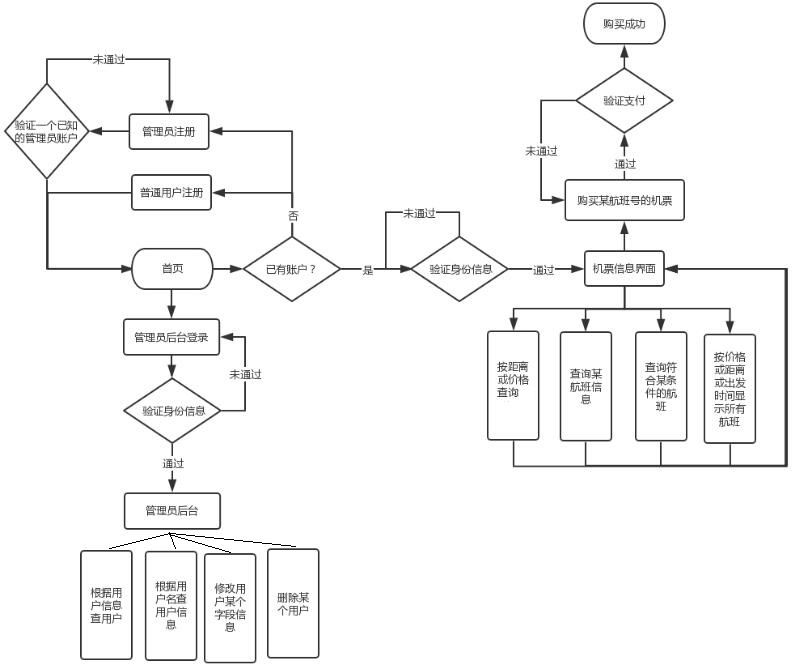 购买成功
未通过
验证支付
验证一个已知
的管理员账户
管理员注册
未通过
通过
普通用户注册
购买某航班号的机票
否
未通过
首页
已有账户？
是
验证身份信息
通过
机票信息界面
管理员后台登录
未通过
验证身份信息
按距离
或价格
查询
查询某
航班信
息
查询符
合某条
件的航
班
按价格
或距离
或出发
时间显
示所有
航班
通过
管理员后台
根据用
户信息
查用户
根据用
户名查
用户信
息
修改用
户某个
字段信
息
删除某
个用户